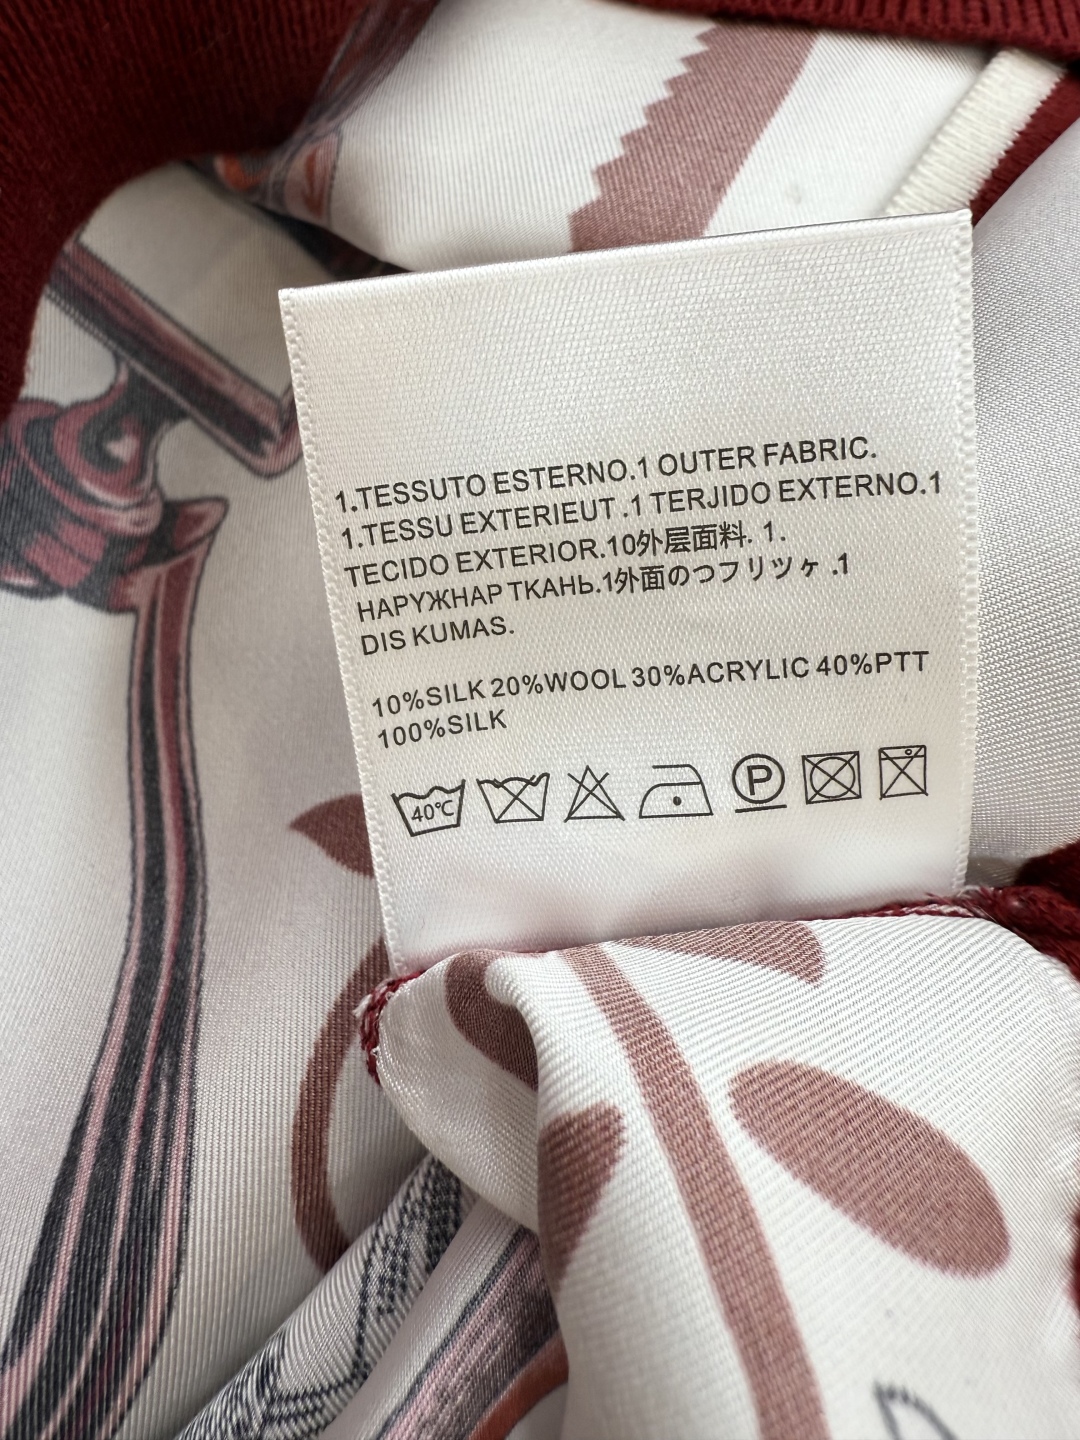 1.TESSUTO ESTERNO.1 OUTER FABRIC.
1.TESSU EXTERIEUT .1 TERJIDO EXTERNO.1
TECIDO EXTERIOR.10外层面料. 1.
НАРУЖНАР ТКАНЬ.1外面のつフリツヶ .1
DIS KUMAS.
10%SILK 20%WOOL 30%ACRYLIC 40%PTT
100%SILK
40℃ P